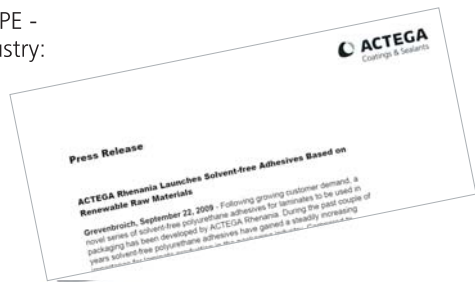 PE -
ustry:
ACTEGA
Coatings & Sealants
Press Release
ACTEGA Rhenania Launches Solvent-free Adhesives Based on
Renewable Raw Materials
Grevenbroich, September 22, 2009 - Following growing customer demand, a
novel series of solvent-free polyurethane adhesives for laminates to be used in
packaging has been developed by ACTEGA Rhenania. During the past couple of
years solvent-free polyurethane adhesives have gained a steadily increasing